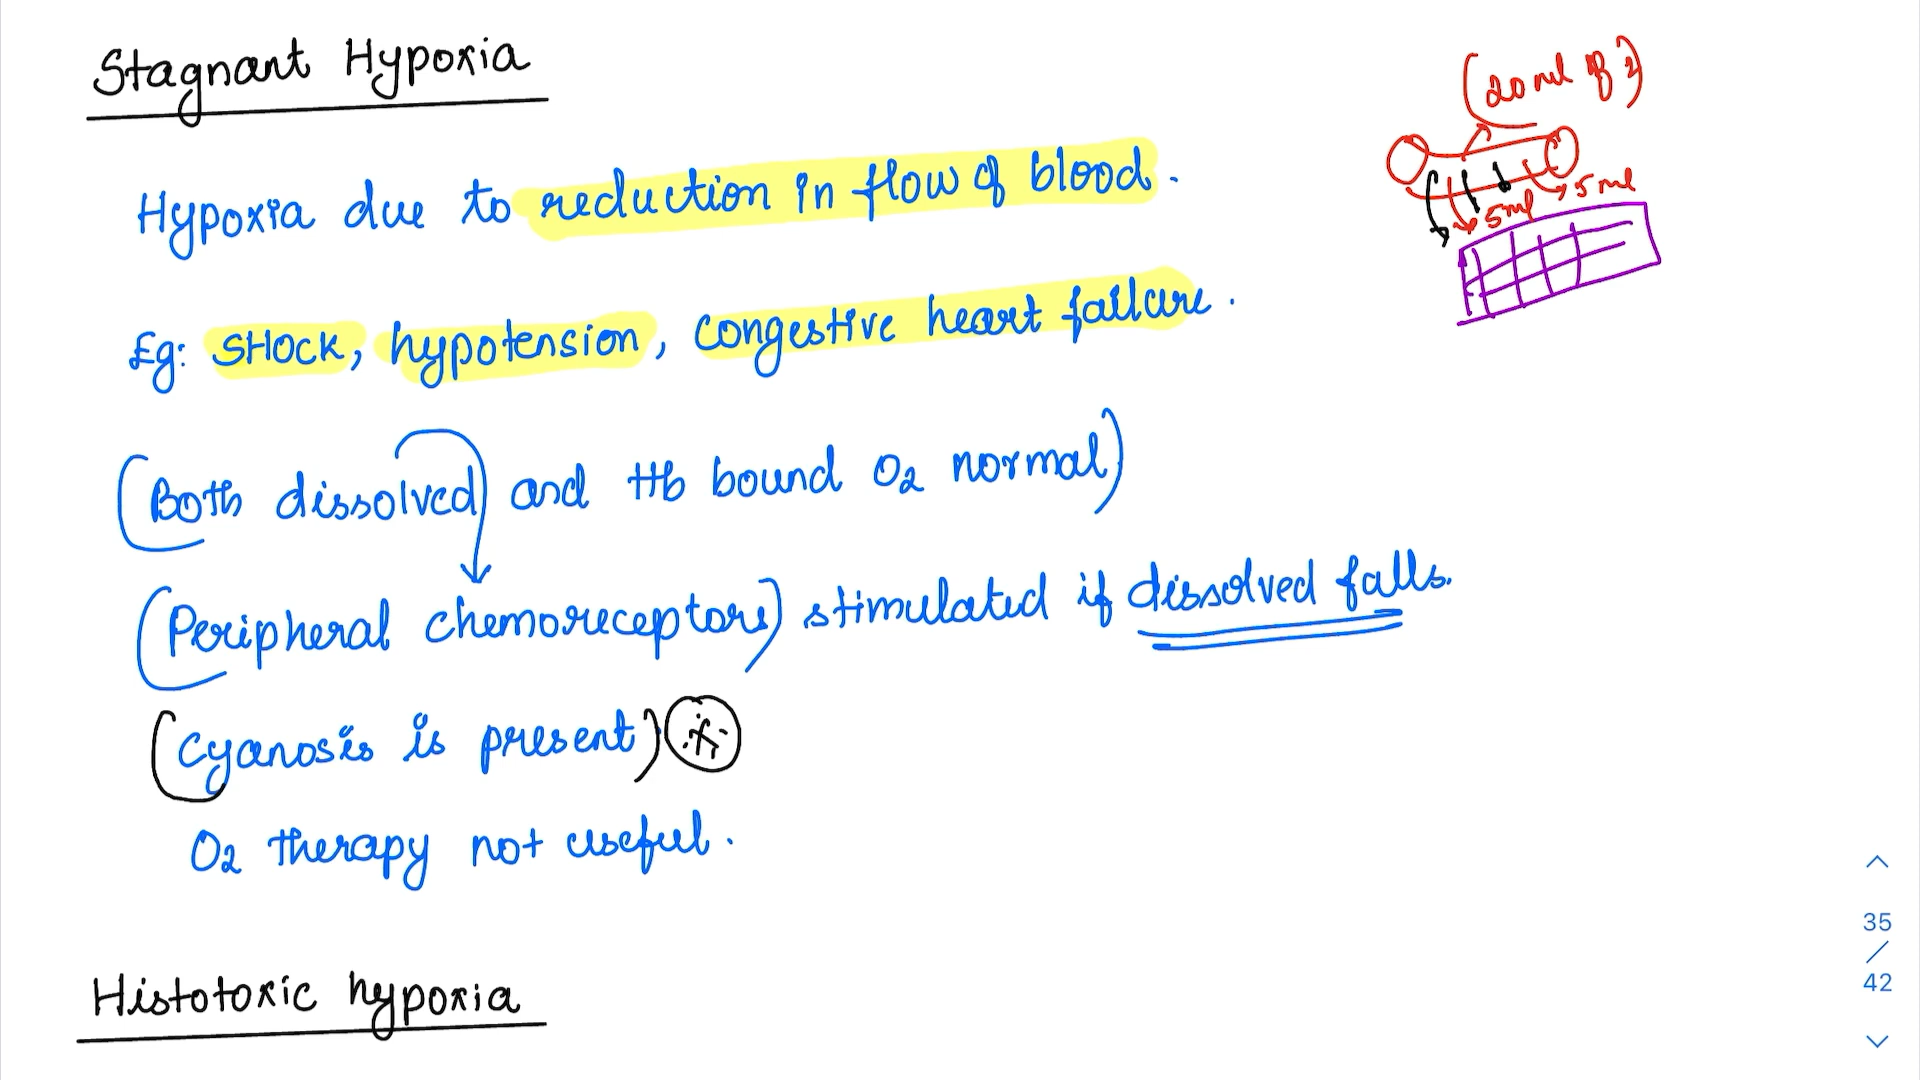 Stagnant Hypoxia
(20 ml of
5ml 5ml
Hypoxia due to reduction in flow of blood.
Eg: SHOCK, hypotension, congestive heart failure.
(Both dissolved) and Hb bound O2 normal)
(Peripheral chemoreceptors) stimulated if dissolved falls.
(Cyanosis is present)
O2 therapy not useful.
Histotoxic hypoxia
35
/
42